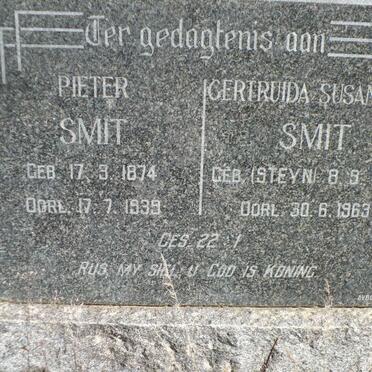 Ter gedagtenis aan
PIETER
SMIT
GEB. 17. 3. 1874
OORL. 17. 7. 1939
GERTRUIDA SUSAN
SMIT
GEB. (STEYN) 8. 9.
OORL. 30. 6. 1963
GES. 22 : 1
RUS, MY SIEL, U GOD IS KONING